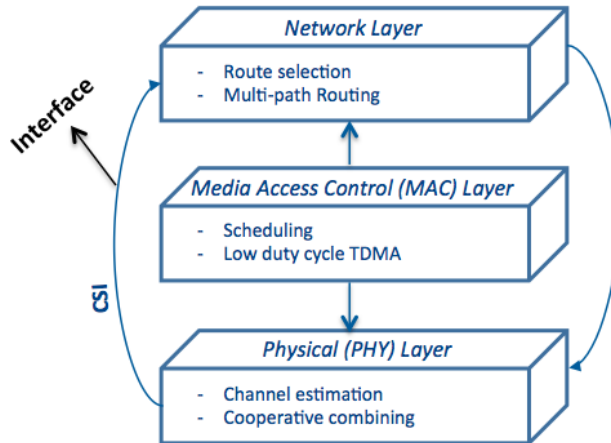 Network Layer
- Route selection
- Multi-path Routing
Interface
Media Access Control (MAC) Layer
- Scheduling
- Low duty cycle TDMA
CSI
Physical (PHY) Layer
- Channel estimation
- Cooperative combining